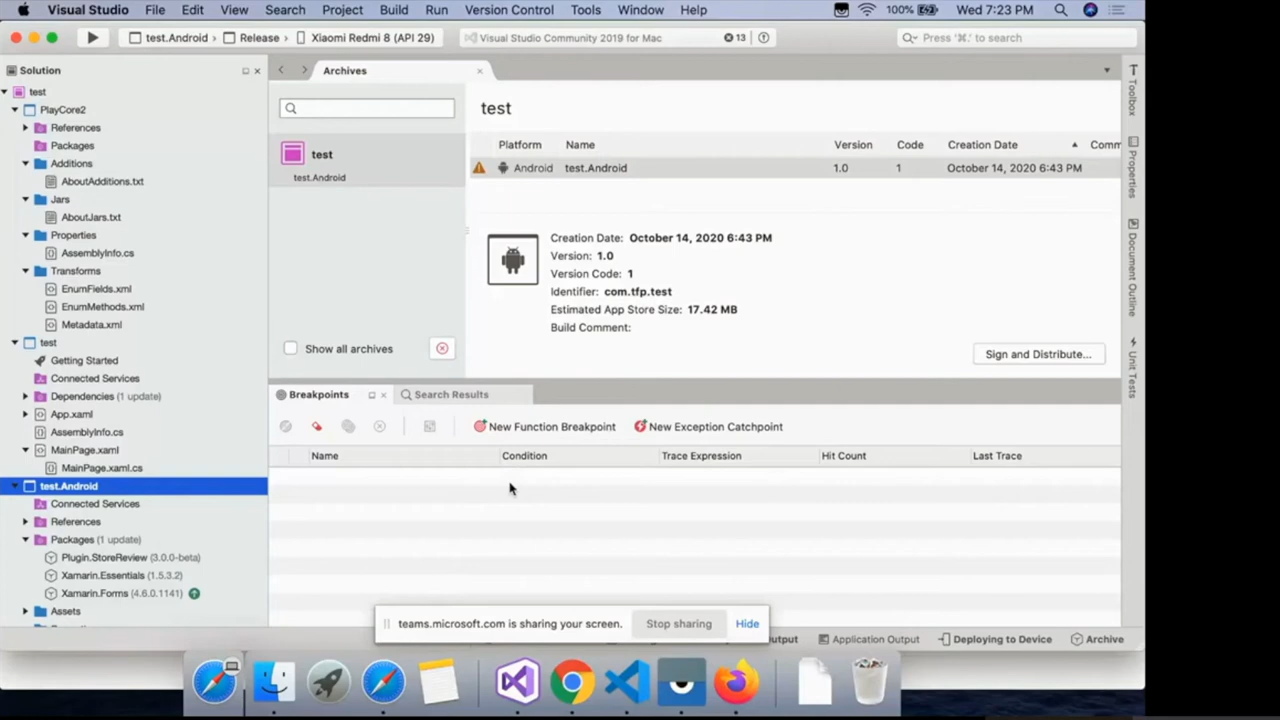 Visual Studio File Edit View Search Project Build Run Version Control Tools Window Help 100% Wed 7:23 PM
test.Android › Release › Xiaomi Redmi 8 (API 29) Visual Studio Community 2019 for Mac 13 Press '⌘.' to search
Solution
Archives
test
PlayCore2
References
Packages
Additions
AboutAdditions.txt
Jars
AboutJars.txt
Properties
AssemblyInfo.cs
Transforms
EnumFields.xml
EnumMethods.xml
Metadata.xml
test
Getting Started
Connected Services
Dependencies (1 update)
App.xaml
AssemblyInfo.cs
MainPage.xaml
MainPage.xaml.cs
test.Android
Connected Services
References
Packages (1 update)
Plugin.StoreReview (3.0.0-beta)
Xamarin.Essentials (1.5.3.2)
Xamarin.Forms (4.6.0.1141)
Assets
test
test.Android
Show all archives
test
Platform Name Version Code Creation Date Comm
Android test.Android 1.0 1 October 14, 2020 6:43 PM
Creation Date: October 14, 2020 6:43 PM
Version: 1.0
Version Code: 1
Identifier: com.tfp.test
Estimated App Store Size: 17.42 MB
Build Comment:
Sign and Distribute...
Breakpoints Search Results
New Function Breakpoint New Exception Catchpoint
Name Condition Trace Expression Hit Count Last Trace
teams.microsoft.com is sharing your screen. Stop sharing Hide
Application Output Deploying to Device Archive
Toolbox
Properties
Document Outline
Unit Tests